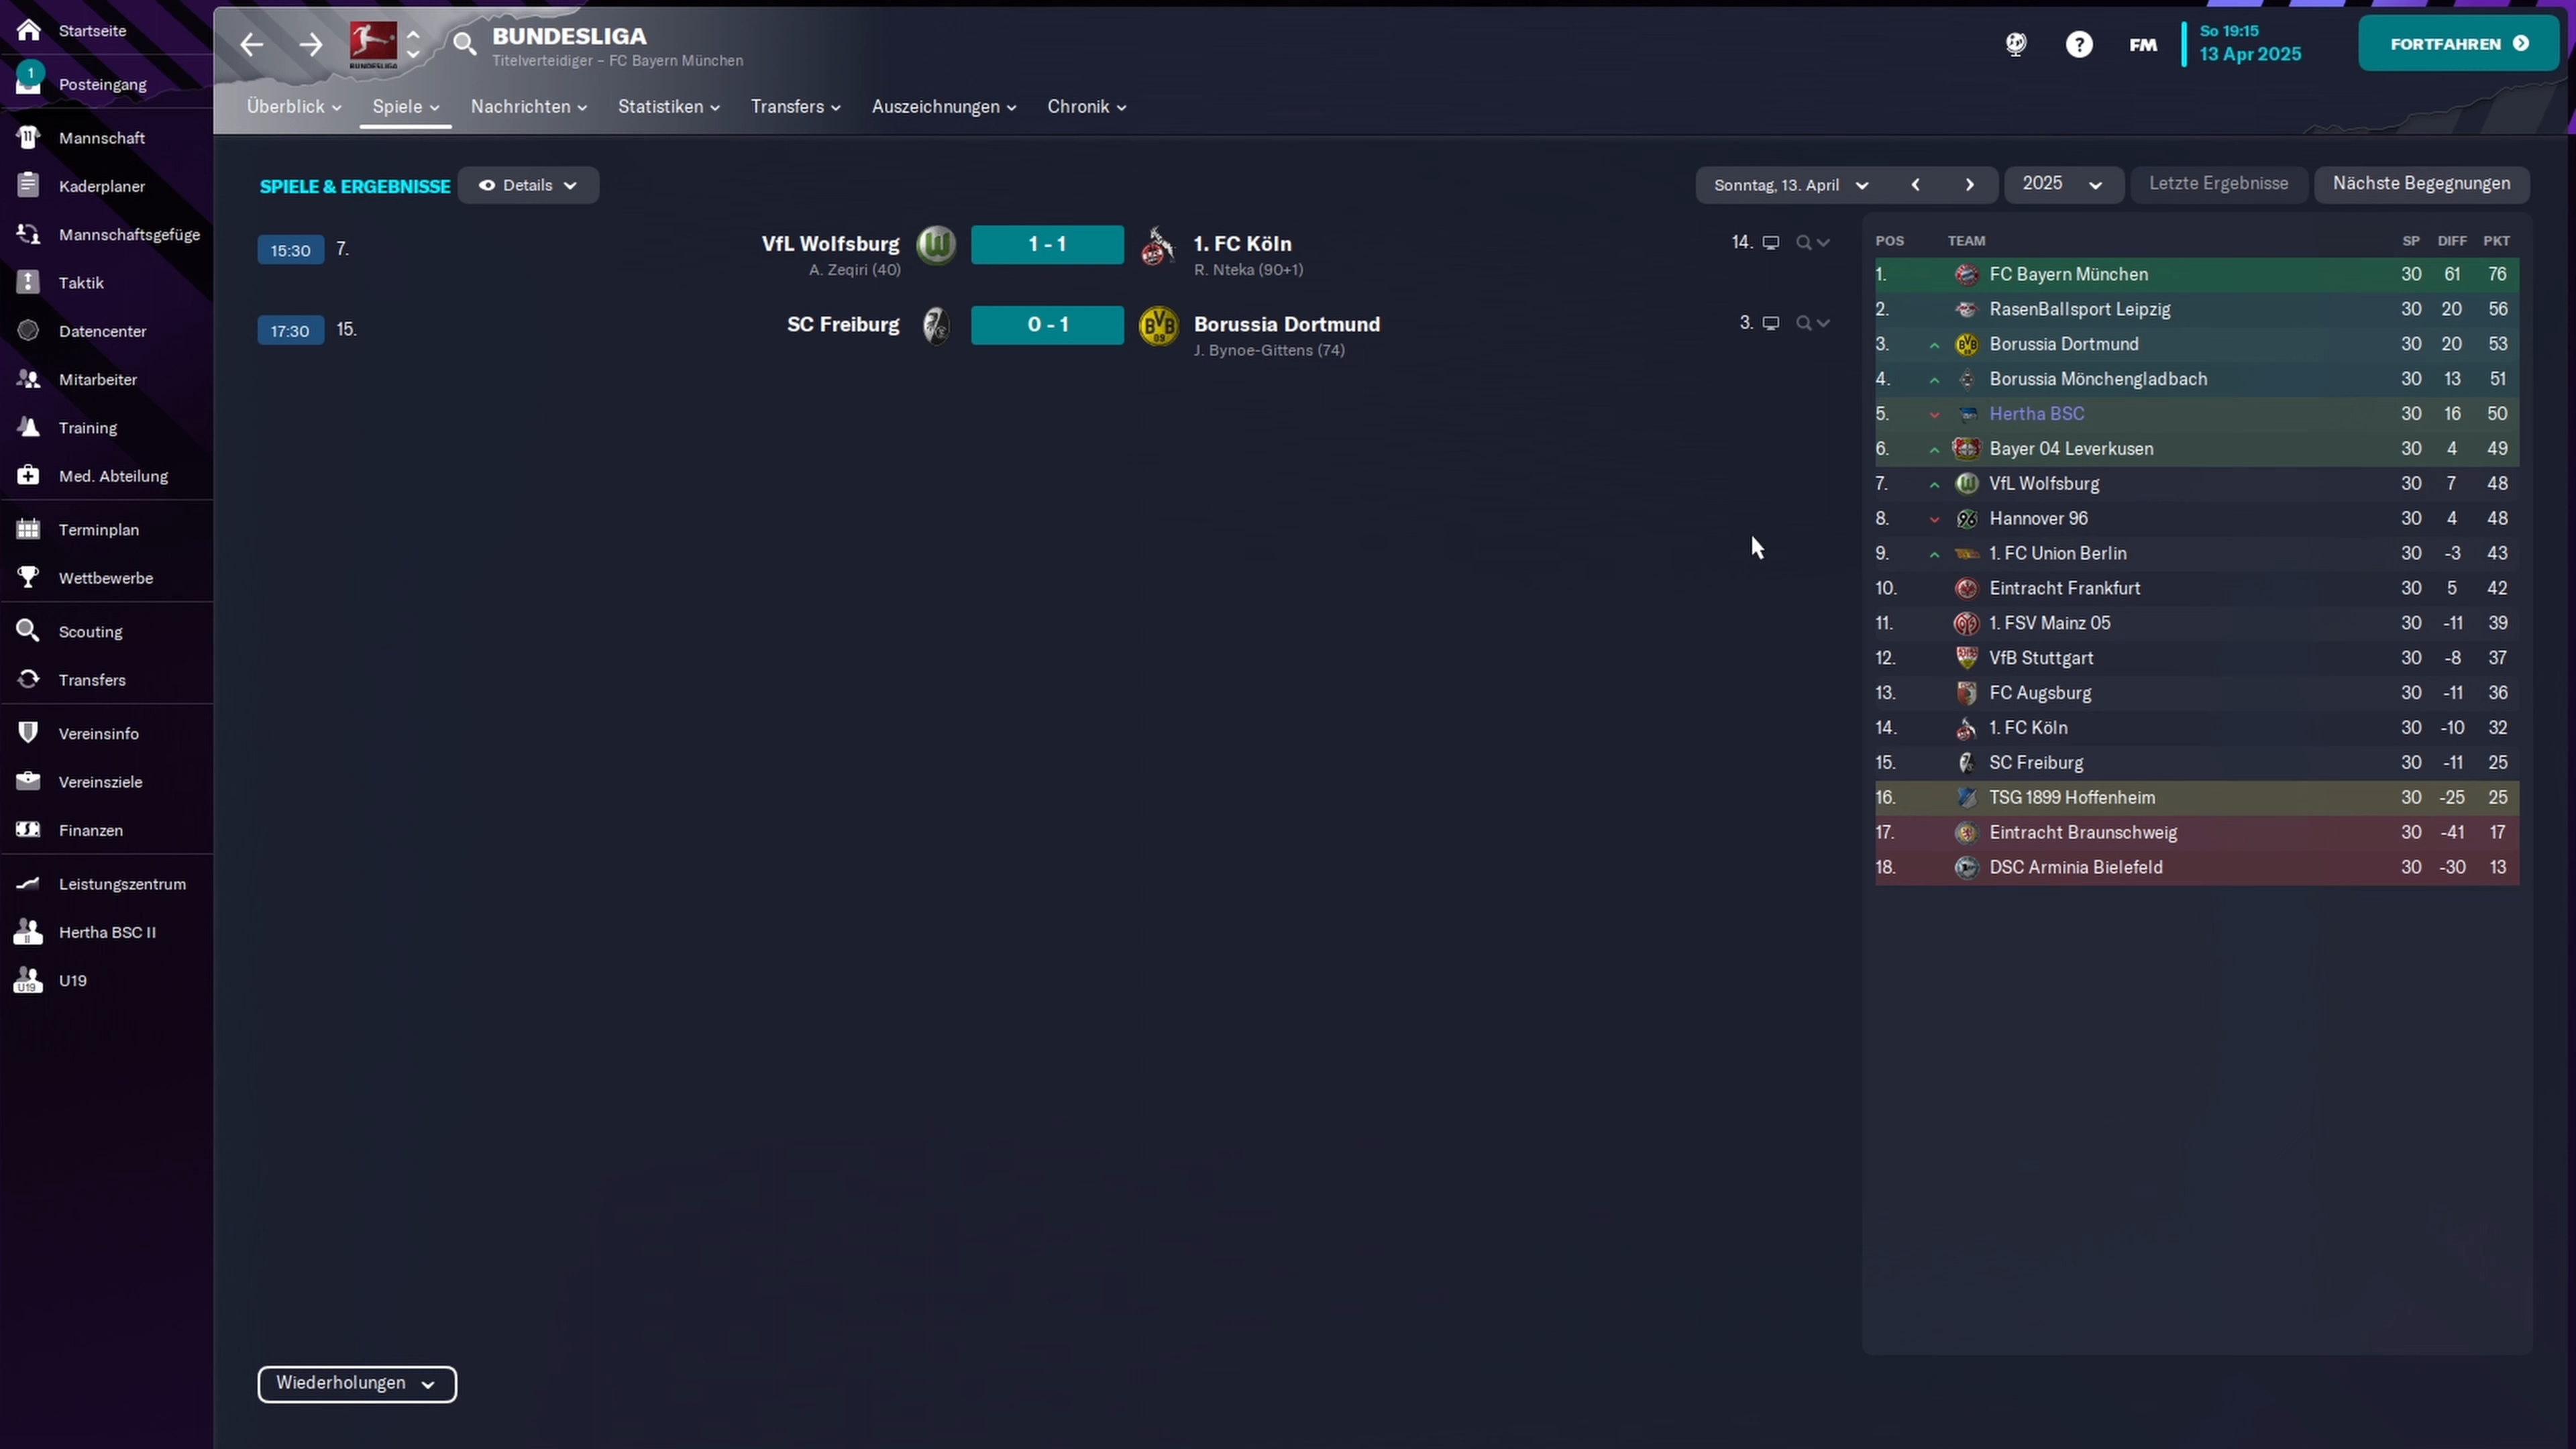 Startseite
1
Posteingang
Mannschaft
Kaderplaner
Mannschaftsgefüge
Taktik
Datencenter
Mitarbeiter
Training
Med. Abteilung
Terminplan
Wettbewerbe
Scouting
Transfers
Vereinsinfo
Vereinsziele
Finanzen
Leistungszentrum
Hertha BSC II
U19
BUNDESLIGA
Titelverteidiger – FC Bayern München
FM
So 19:15
13 Apr 2025
FORTFAHREN
Überblick Spiele Nachrichten Statistiken Transfers Auszeichnungen Chronik
SPIELE & ERGEBNISSE Details
Sonntag, 13. April 2025 Letzte Ergebnisse Nächste Begegnungen
15:30 7. VfL Wolfsburg 1 - 1 1. FC Köln 14.
A. Zeqiri (40) R. Nteka (90+1)
17:30 15. SC Freiburg 0 - 1 Borussia Dortmund 3.
J. Bynoe-Gittens (74)
POS TEAM SP DIFF PKT
1. FC Bayern München 30 61 76
2. RasenBallsport Leipzig 30 20 56
3. Borussia Dortmund 30 20 53
4. Borussia Mönchengladbach 30 13 51
5. Hertha BSC 30 16 50
6. Bayer 04 Leverkusen 30 4 49
7. VfL Wolfsburg 30 7 48
8. Hannover 96 30 4 48
9. 1. FC Union Berlin 30 -3 43
10. Eintracht Frankfurt 30 5 42
11. 1. FSV Mainz 05 30 -11 39
12. VfB Stuttgart 30 -8 37
13. FC Augsburg 30 -11 36
14. 1. FC Köln 30 -10 32
15. SC Freiburg 30 -11 25
16. TSG 1899 Hoffenheim 30 -25 25
17. Eintracht Braunschweig 30 -41 17
18. DSC Arminia Bielefeld 30 -30 13
Wiederholungen